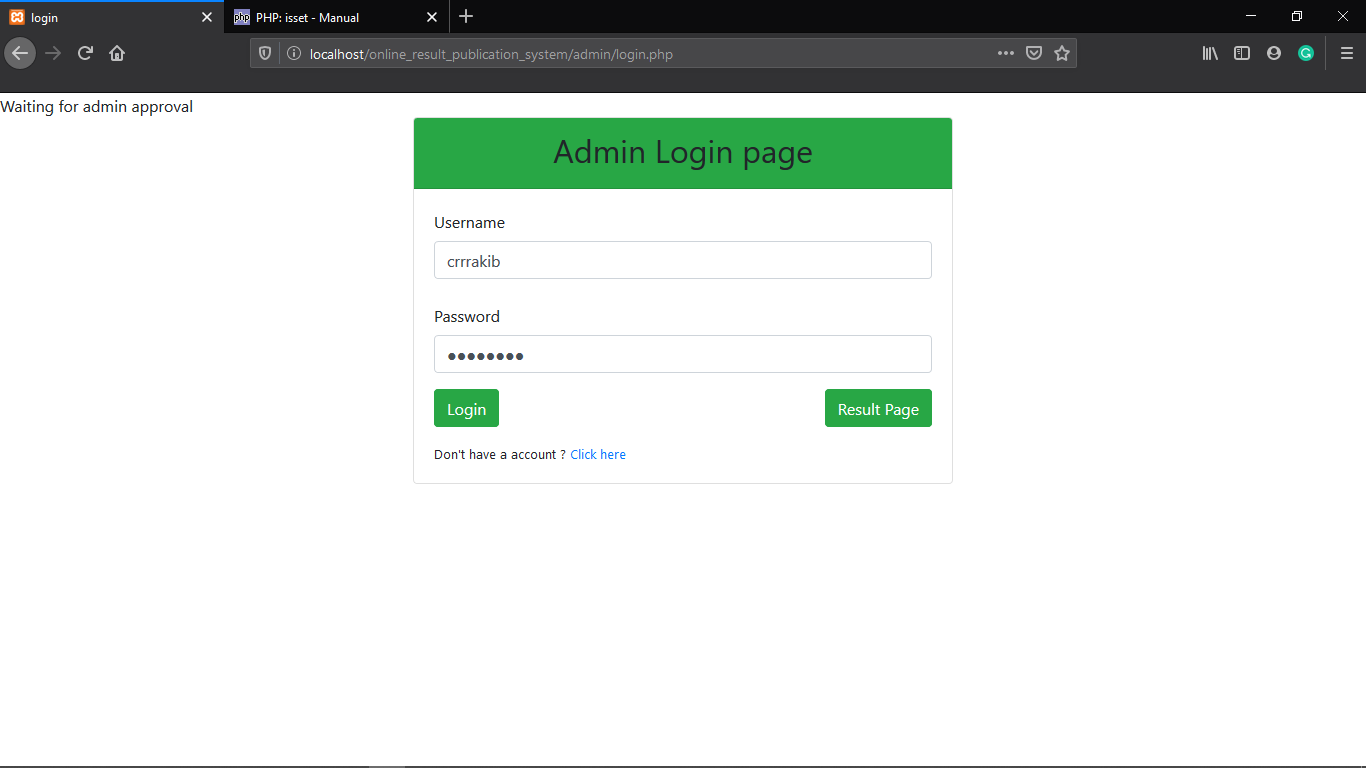 login
php PHP: isset - Manual
localhost/online_result_publication_system/admin/login.php
Waiting for admin approval
Admin Login page
Username
crrrakib
Password
●●●●●●●●
Login Result Page
Don't have a account ? Click here